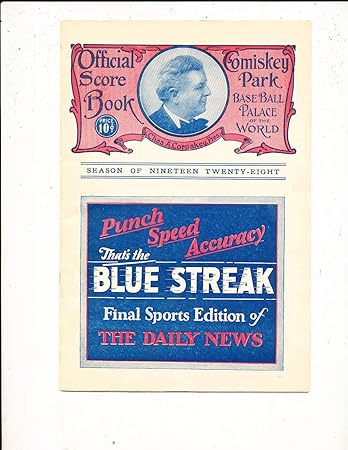 Official Score Book
PRICE 10¢
Comiskey Park
BASE BALL PALACE OF THE WORLD
Chas. A. Comiskey, Pres.
SEASON OF NINETEEN TWENTY-EIGHT
Punch
Speed
Accuracy
That's the
BLUE STREAK
Final Sports Edition of
THE DAILY NEWS